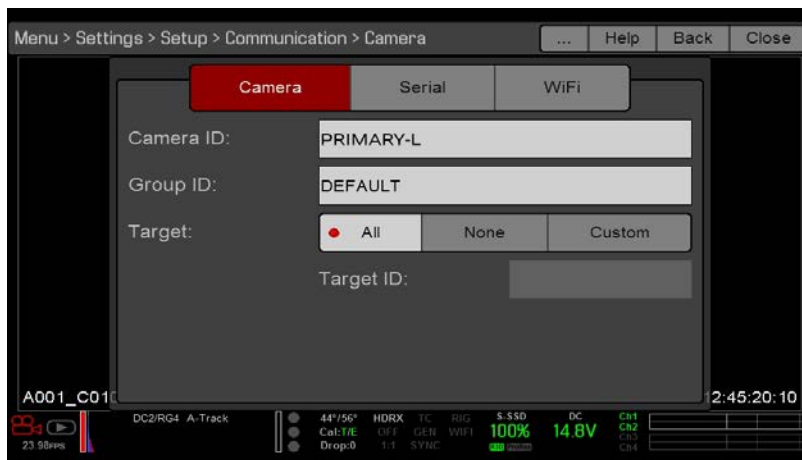 Menu > Settings > Setup > Communication > Camera ... Help Back Close
Camera Serial WiFi
Camera ID: PRIMARY-L
Group ID: DEFAULT
Target: All None Custom
Target ID:
A001_C01 2:45:20:10
DC2/RG4 A-Track 44°/56° HDRX TC RIG S-SSD DC Ch1
Cal:T/E OFF GEN WIFI 100% 14.8V Ch2
23.98FPS Drop:0 1:1 SYNC Ch3
Ch4